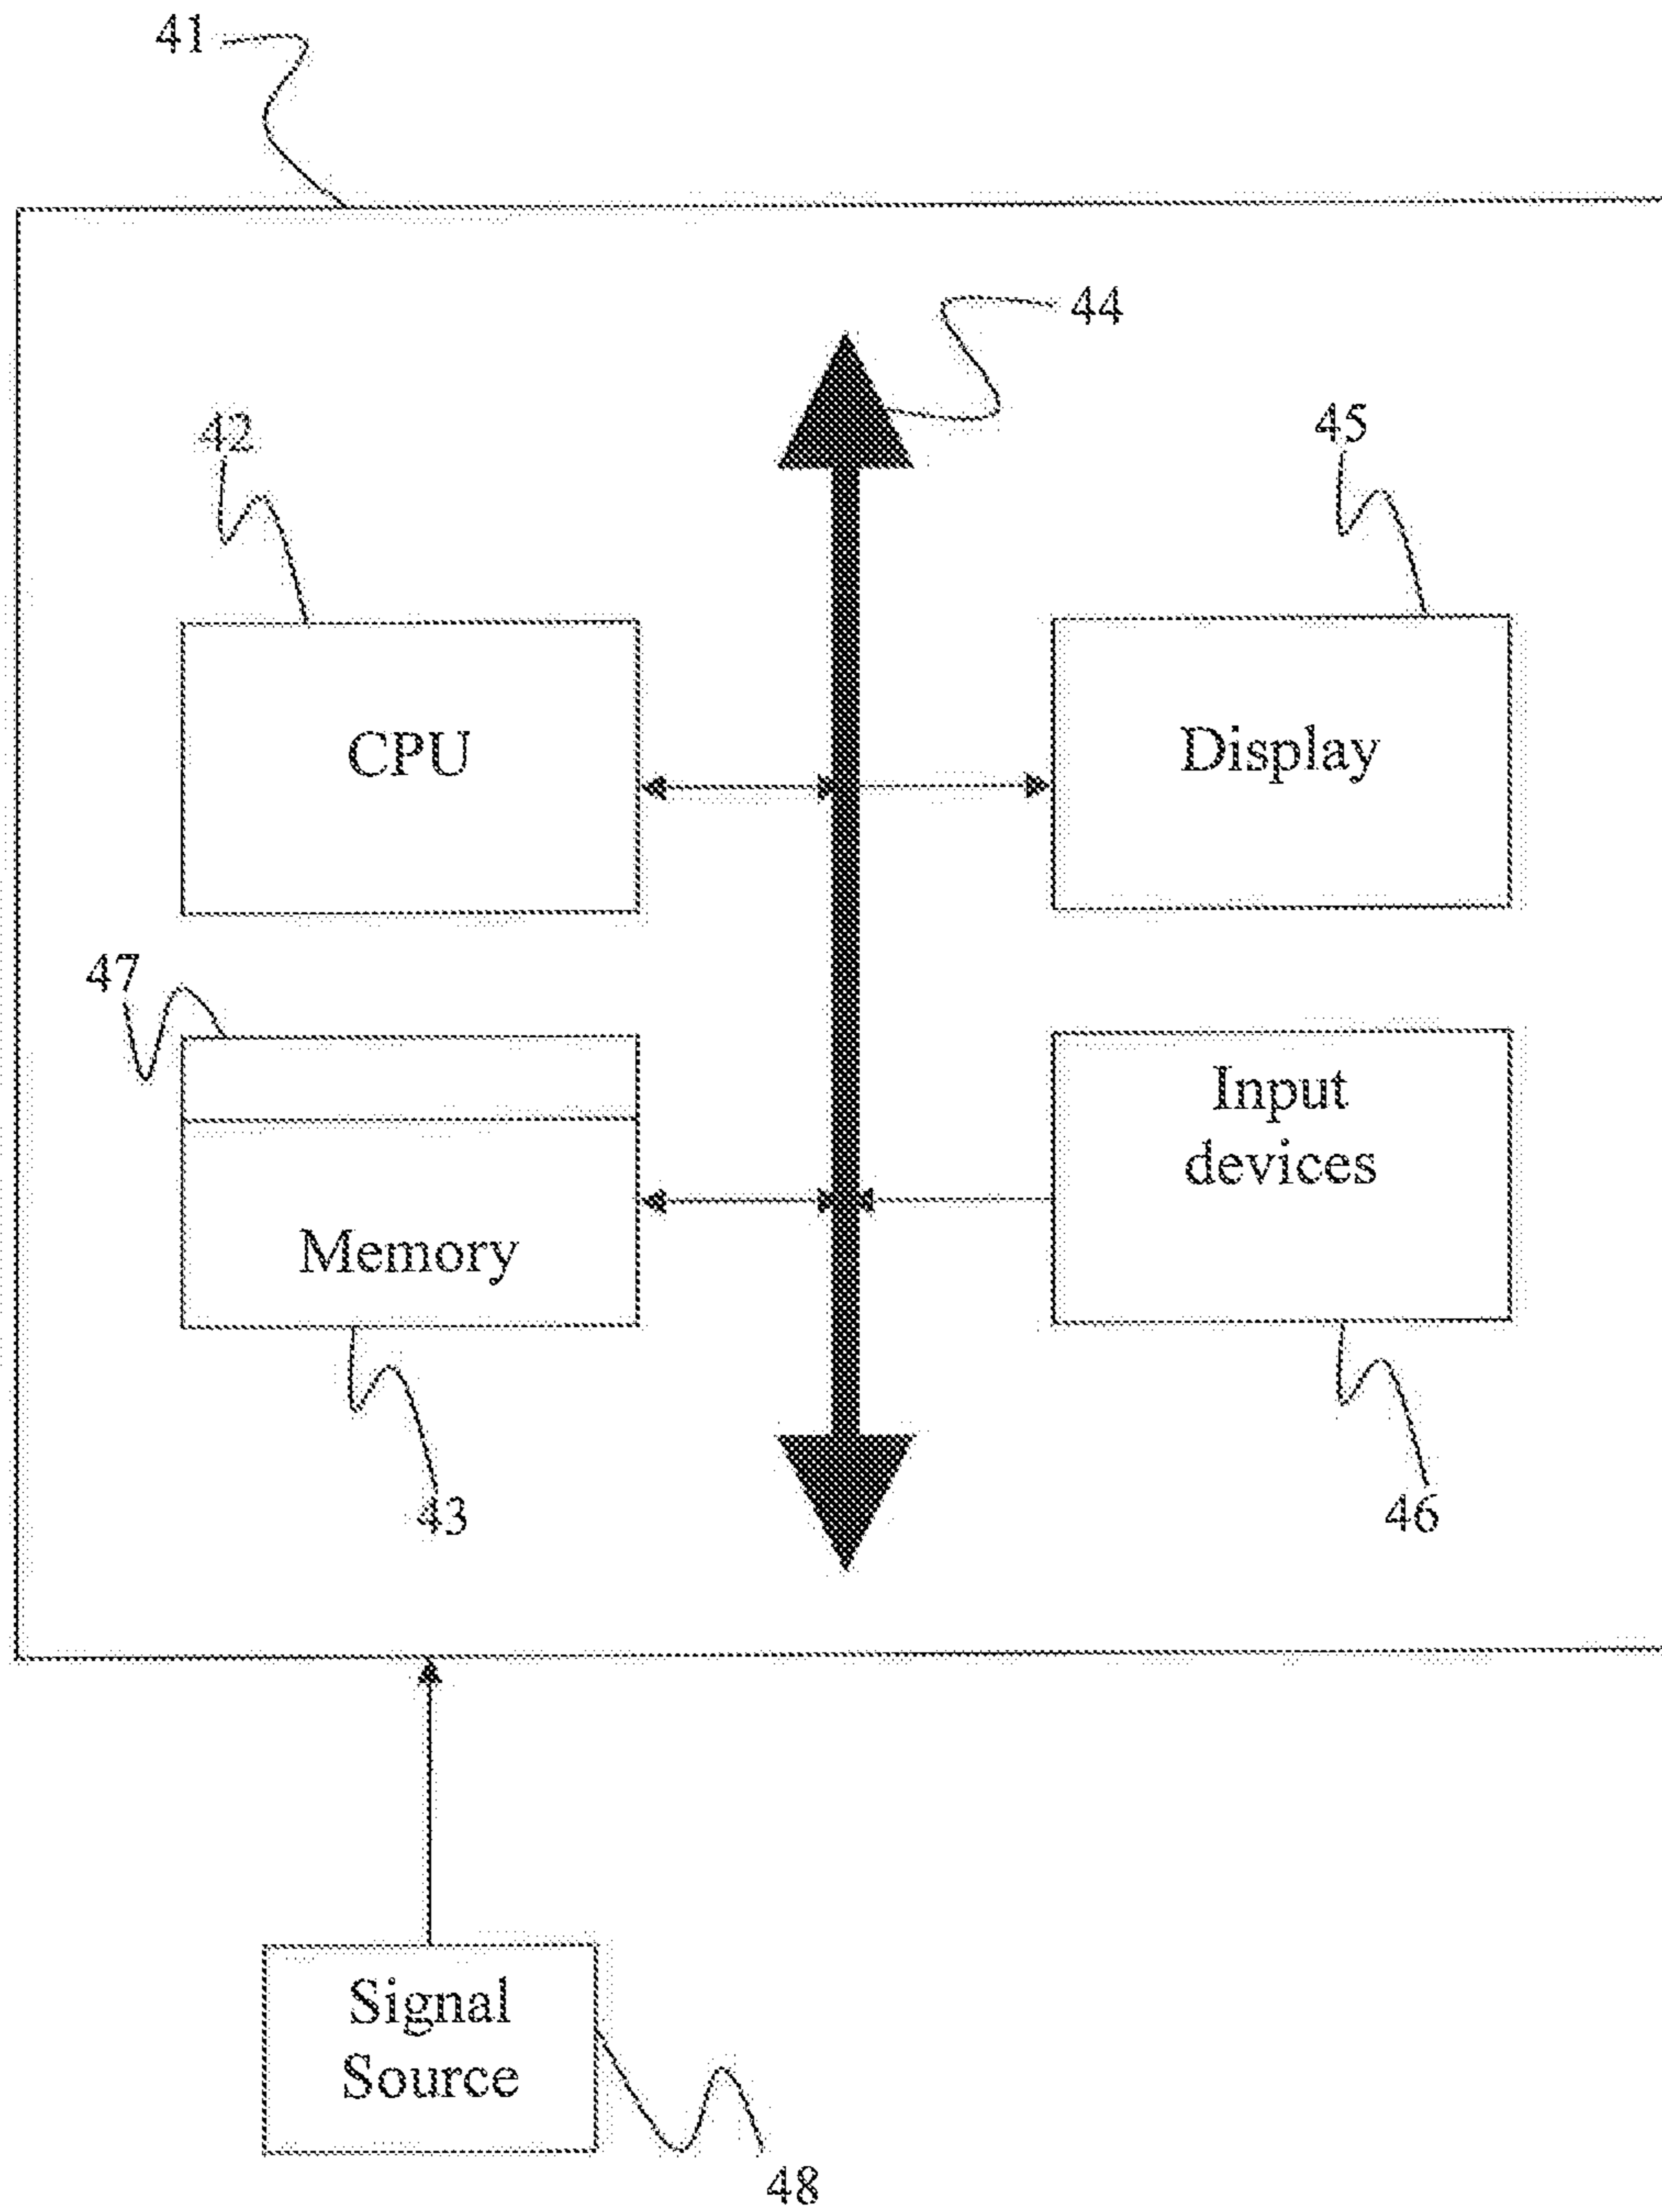 41
44
42
45
CPU
Display
47
Input
devices
Memory
43
46
Signal
Source
48